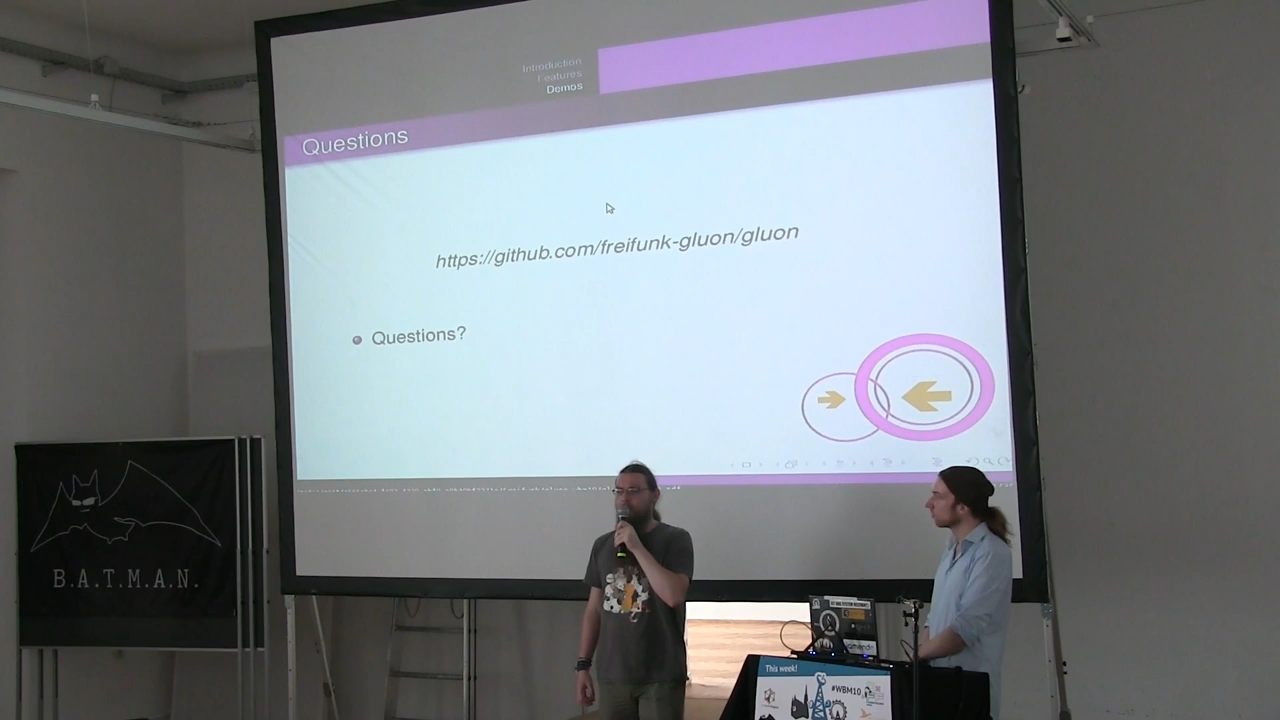 Introduction
Features
Demos
Questions
https://github.com/freifunk-gluon/gluon
Questions?
B.A.T.M.A.N.
This week!
#WBM10